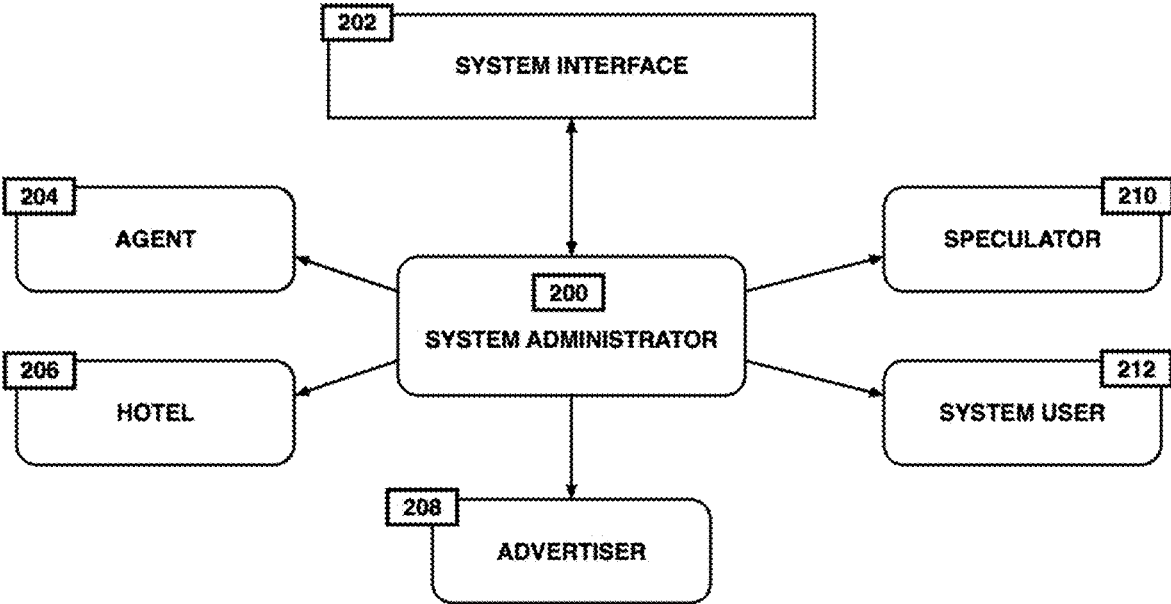 202
SYSTEM INTERFACE
204
AGENT
210
SPECULATOR
200
SYSTEM ADMINISTRATOR
206
HOTEL
212
SYSTEM USER
208
ADVERTISER